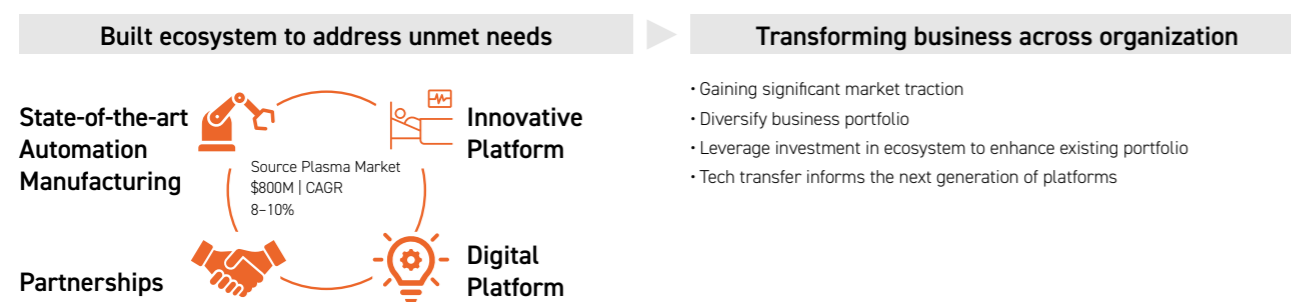 Built ecosystem to address unmet needs
Transforming business across organization
State-of-the-art
Automation
Manufacturing
Innovative
Platform
Source Plasma Market
$800M | CAGR
8–10%
Partnerships
Digital
Platform
• Gaining significant market traction
• Diversify business portfolio
• Leverage investment in ecosystem to enhance existing portfolio
• Tech transfer informs the next generation of platforms